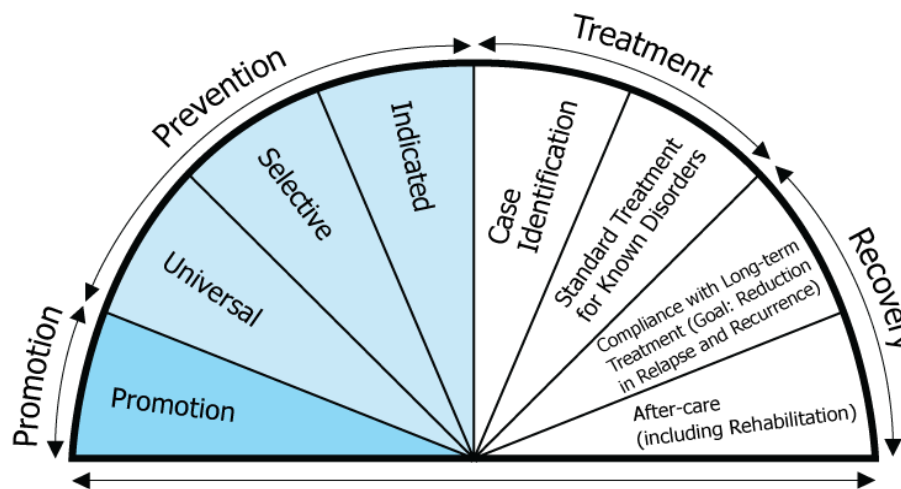 Promotion
Prevention
Treatment
Recovery
Promotion
Universal
Selective
Indicated
Case
Identification
Standard Treatment
for Known Disorders
Compliance with Long-term
Treatment (Goal: Reduction
in Relapse and Recurrence)
After-care
(including Rehabilitation)